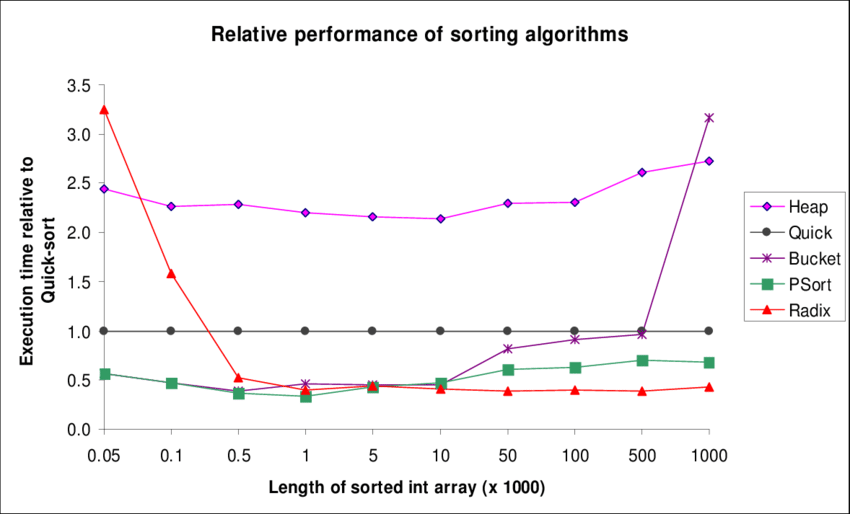 Relative performance of sorting algorithms
Execution time relative to
Quick-sort
3.5
3.0
2.5
2.0
1.5
1.0
0.5
0.0
0.05 0.1 0.5 1 5 10 50 100 500 1000
Length of sorted int array (x 1000)
Heap
Quick
Bucket
PSort
Radix